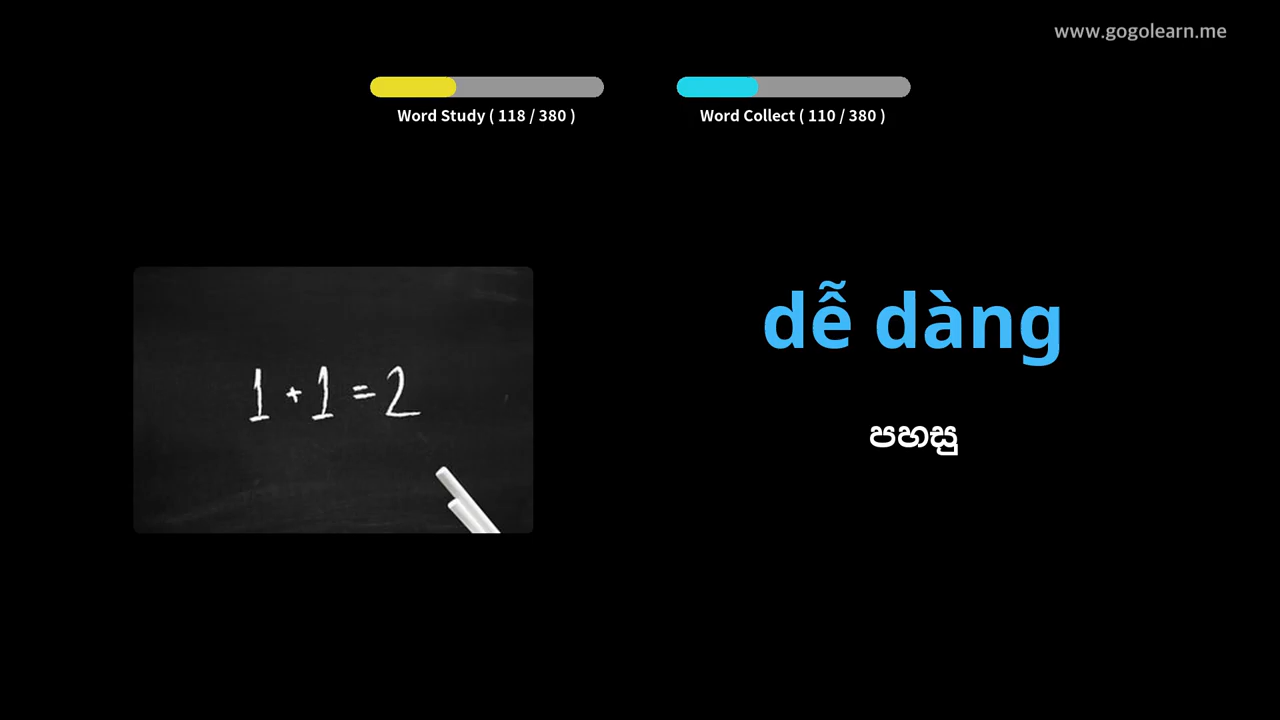 www.gogolearn.me
Word Study ( 118 / 380 )
Word Collect ( 110 / 380 )
1 + 1 = 2
dễ dàng
පහසු